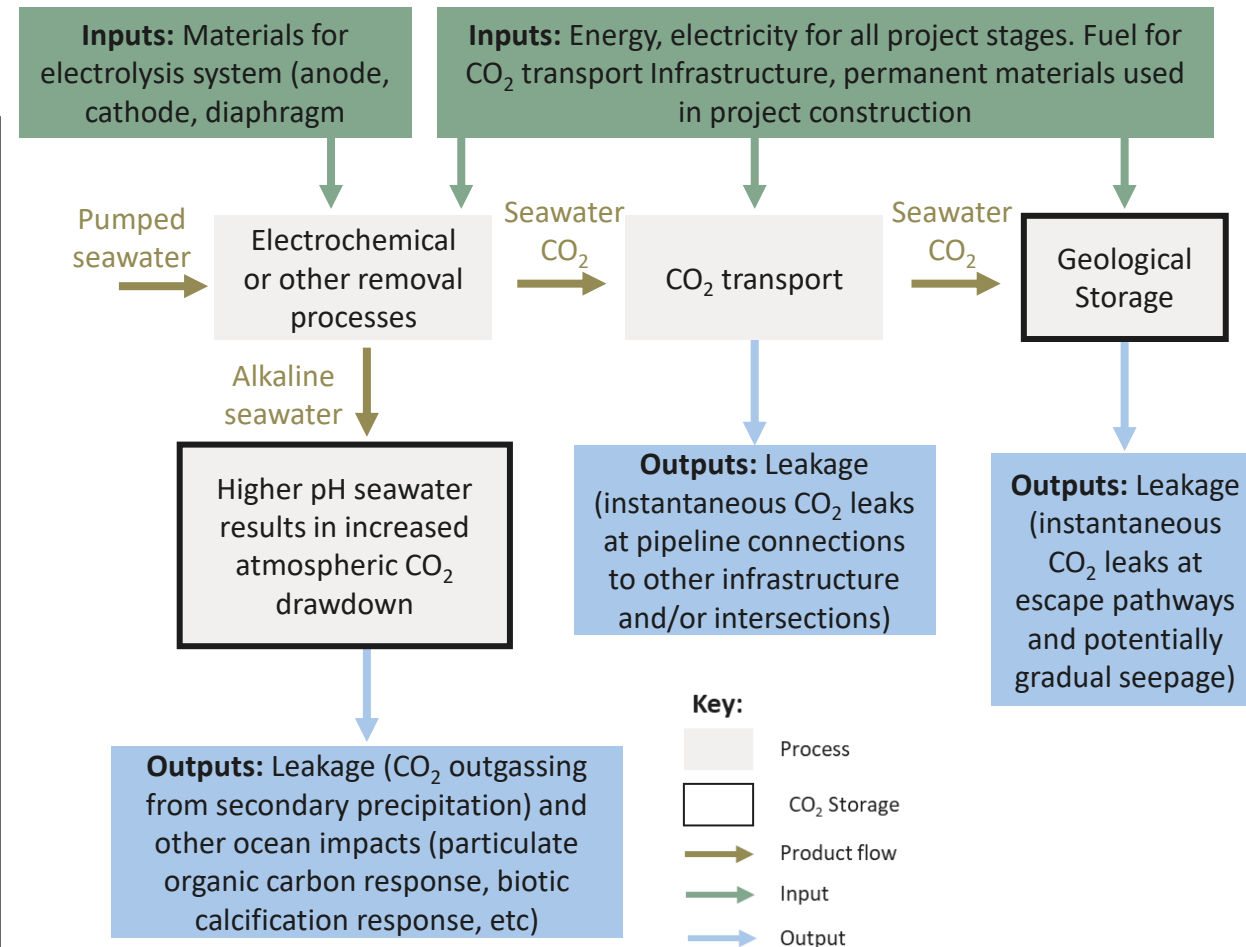 Inputs: Materials for
electrolysis system (anode,
cathode, diaphragm
Inputs: Energy, electricity for all project stages. Fuel for
CO₂ transport Infrastructure, permanent materials used
in project construction
Pumped
seawater
Electrochemical
or other removal
processes
Seawater
CO₂
CO₂ transport
Seawater
CO₂
Geological
Storage
Alkaline
seawater
Higher pH seawater
results in increased
atmospheric CO₂
drawdown
Outputs: Leakage
(instantaneous CO₂ leaks
at pipeline connections
to other infrastructure
and/or intersections)
Outputs: Leakage
(instantaneous
CO₂ leaks at
escape pathways
and potentially
gradual seepage)
Outputs: Leakage (CO₂ outgassing
from secondary precipitation) and
other ocean impacts (particulate
organic carbon response, biotic
calcification response, etc)
Key:
Process
CO₂ Storage
Product flow
Input
Output